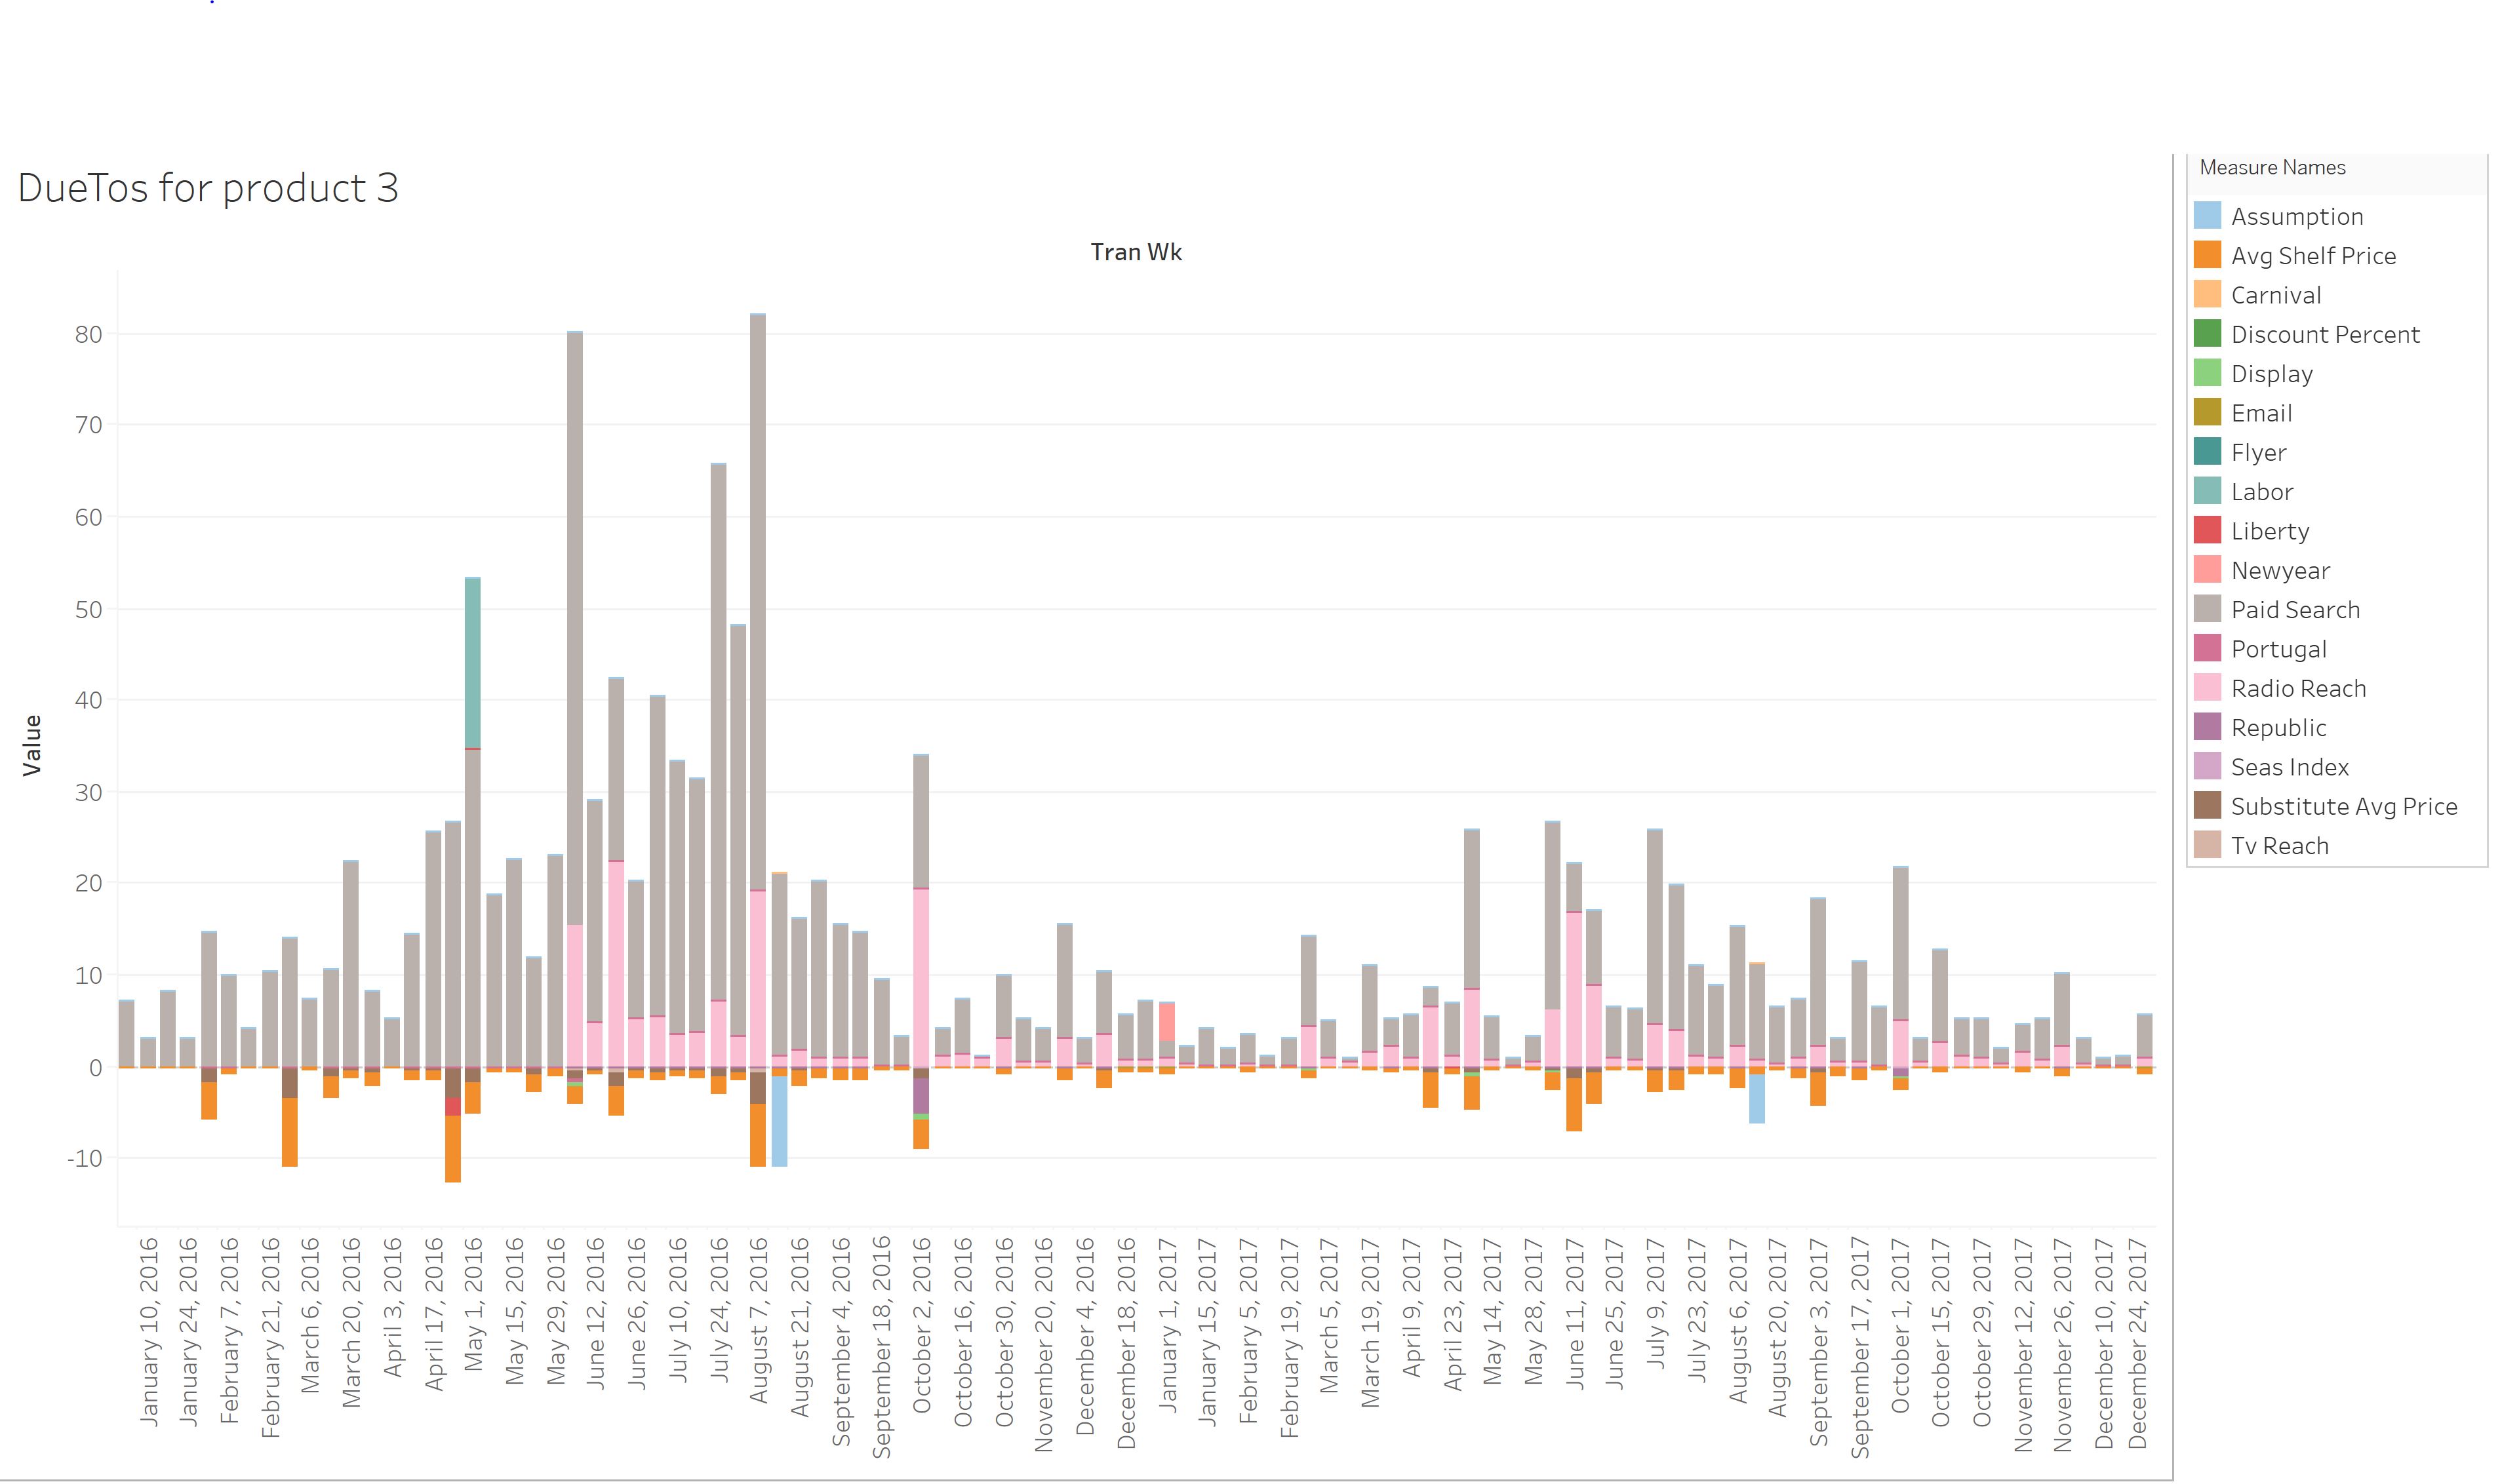 DueTos for product 3
Tran Wk
Value
80
70
60
50
40
30
20
10
0
-10
January 10, 2016
January 24, 2016
February 7, 2016
February 21, 2016
March 6, 2016
March 20, 2016
April 3, 2016
April 17, 2016
May 1, 2016
May 15, 2016
May 29, 2016
June 12, 2016
June 26, 2016
July 10, 2016
July 24, 2016
August 7, 2016
August 21, 2016
September 4, 2016
September 18, 2016
October 2, 2016
October 16, 2016
October 30, 2016
November 20, 2016
December 4, 2016
December 18, 2016
January 1, 2017
January 15, 2017
February 5, 2017
February 19, 2017
March 5, 2017
March 19, 2017
April 9, 2017
April 23, 2017
May 14, 2017
May 28, 2017
June 11, 2017
June 25, 2017
July 9, 2017
July 23, 2017
August 6, 2017
August 20, 2017
September 3, 2017
September 17, 2017
October 1, 2017
October 15, 2017
October 29, 2017
November 12, 2017
November 26, 2017
December 10, 2017
December 24, 2017
Measure Names
Assumption
Avg Shelf Price
Carnival
Discount Percent
Display
Email
Flyer
Labor
Liberty
Newyear
Paid Search
Portugal
Radio Reach
Republic
Seas Index
Substitute Avg Price
Tv Reach